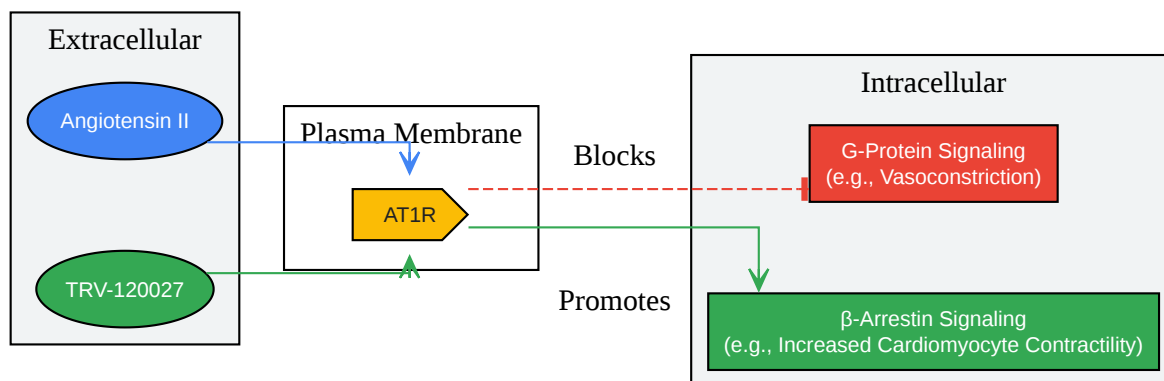 Extracellular
Angiotensin II
TRV-120027
Plasma Membrane
AT1R
Blocks
Promotes
Intracellular
G-Protein Signaling
(e.g., Vasoconstriction)
β-Arrestin Signaling
(e.g., Increased Cardiomyocyte Contractility)